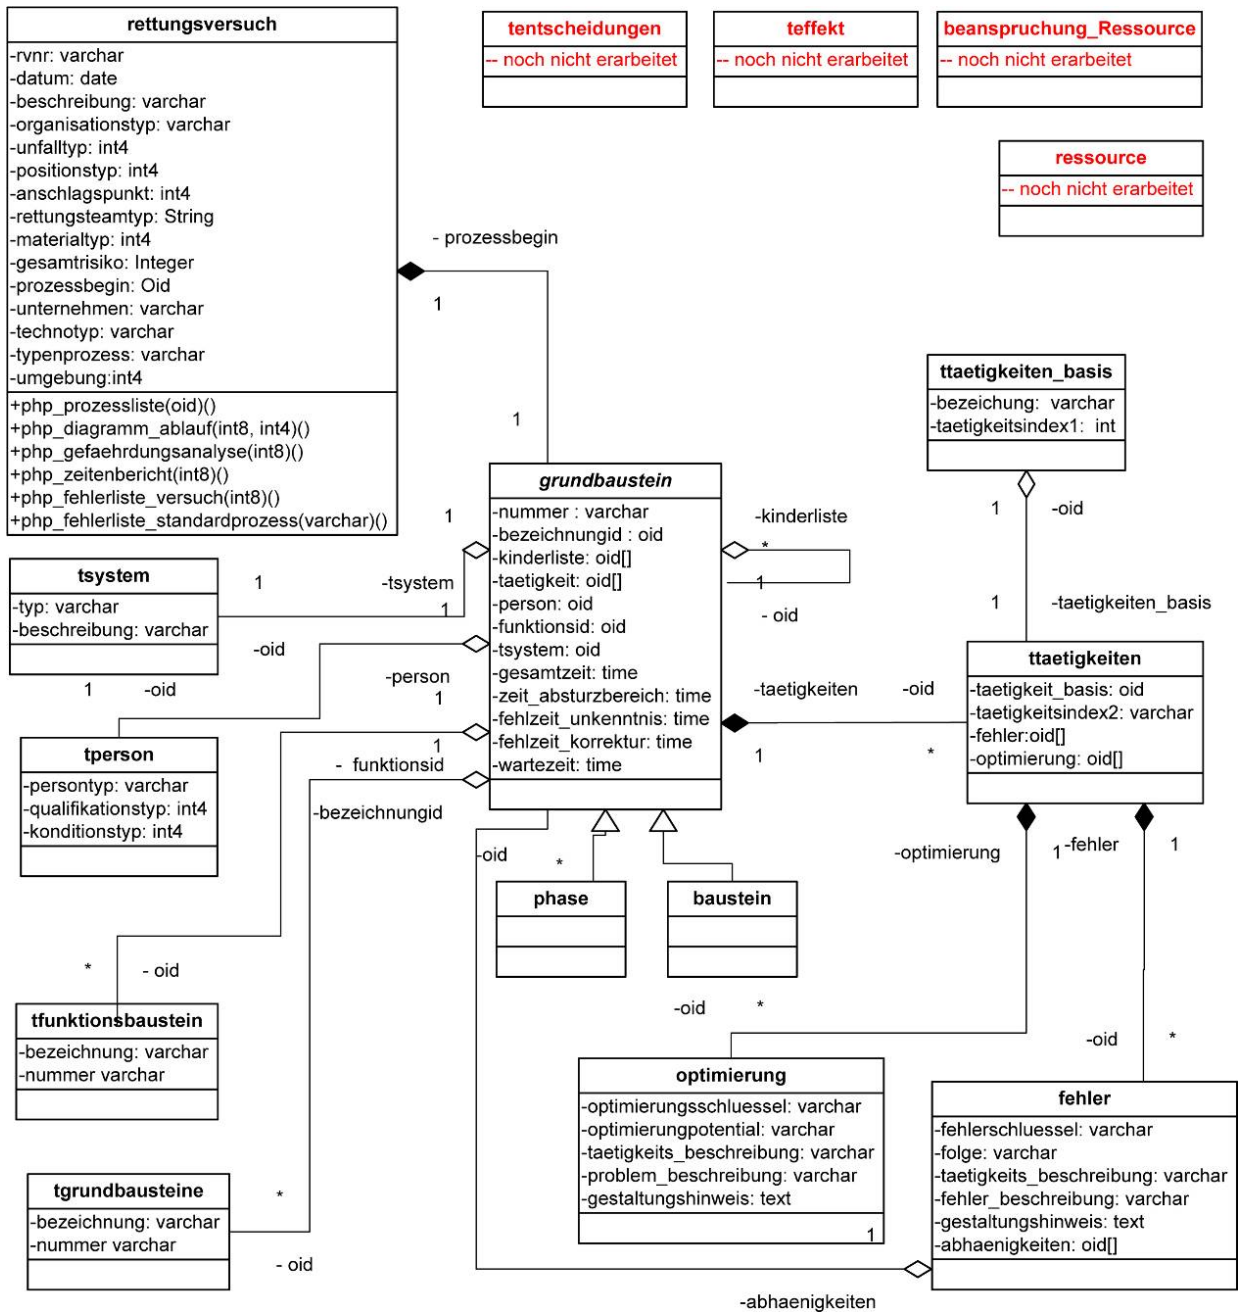 rettungsversuch
-rvnr: varchar
-datum: date
-beschreibung: varchar
-organisationstyp: varchar
-unfalltyp: int4
-positionstyp: int4
-anschlagspunkt: int4
-rettungsteamtyp: String
-materialtyp: int4
-gesamtrisiko: Integer
-prozessbegin: Oid
-unternehmen: varchar
-technotyp: varchar
-typenprozess: varchar
-umgebung:int4
+php_prozessliste(oid)()
+php_diagramm_ablauf(int8, int4)()
+php_gefaehrdungsanalyse(int8)()
+php_zeitenbericht(int8)()
+php_fehlerliste_versuch(int8)()
+php_fehlerliste_standardprozess(varchar)()
tentscheidungen
-- noch nicht erarbeitet
teffekt
-- noch nicht erarbeitet
beanspruchung_Ressource
-- noch nicht erarbeitet
ressource
-- noch nicht erarbeitet
- prozessbegin
1
1
ttaetigkeiten_basis
-bezeichung: varchar
-taetigkeitsindex1: int
1
-oid
1
-taetigkeiten_basis
grundbaustein
-nummer : varchar
-bezeichnungid : oid
-kinderliste: oid[]
-taetigkeit: oid[]
-person: oid
-funktionsid: oid
-tsystem: oid
-gesamtzeit: time
-zeit_absturzbereich: time
-fehlzeit_unkenntnis: time
-fehlzeit_korrektur: time
-wartezeit: time
-kinderliste
*
1
- oid
1
1
-tsystem
1
-oid
tsystem
-typ: varchar
-beschreibung: varchar
1
-oid
-person
1
1
- funktionsid
-bezeichnungid
tperson
-persontyp: varchar
-qualifikationstyp: int4
-konditionstyp: int4
-taetigkeiten
-oid
1
*
ttaetigkeiten
-taetigkeit_basis: oid
-taetigkeitsindex2: varchar
-fehler:oid[]
-optimierung: oid[]
-optimierung
1
-fehler
1
-oid
*
phase
baustein
*
- oid
tfunktionsbaustein
-bezeichnung: varchar
-nummer varchar
-oid
*
-oid
*
optimierung
-optimierungsschluessel: varchar
-optimierungpotential: varchar
-taetigkeits_beschreibung: varchar
-problem_beschreibung: varchar
-gestaltungshinweis: text
1
fehler
-fehlerschluessel: varchar
-folge: varchar
-taetigkeits_beschreibung: varchar
-fehler_beschreibung: varchar
-gestaltungshinweis: text
-abhaenigkeiten: oid[]
tgrundbausteine
-bezeichnung: varchar
-nummer varchar
*
- oid
-abhaenigkeiten